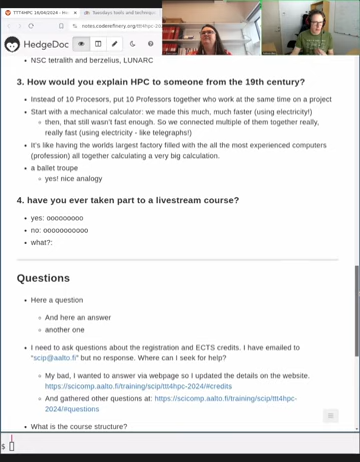 TTT4HPC 16/04/2024 - H
Tuesdays tools and techniqu
notes.coderefinery.org/ttt4hpc-20
HedgeDoc
NSC tetralith and berzelius, LUNARC
3. How would you explain HPC to someone from the 19th century?
Instead of 10 Procesors, put 10 Professors together who work at the same time on a project
Start with a mechanical calculator: we made this much, much faster (using electricity!)
then, that still wasn't fast enough. So we connected multiple of them together really,
really fast (using electricity - like telegraphs!)
It's like having the worlds largest factory filled with the all the most experienced computers
(profession) all together calculating a very big calculation.
a ballet troupe
yes! nice analogy
4. have you ever taken part to a livestream course?
yes: ooooooooo
no: ooooooooooo
what?:
Questions
Here a question
And here an answer
another one
I need to ask questions about the registration and ECTS credits. I have emailed to
"scip@aalto.fi" but no response. Where can I seek for help?
My bad, I wanted to answer via webpage so I updated the details on the website.
https://scicomp.aalto.fi/training/scip/ttt4hpc-2024/#credits
And gathered other questions at: https://scicomp.aalto.fi/training/scip/ttt4hpc-
2024/#questions
What is the course structure?
$